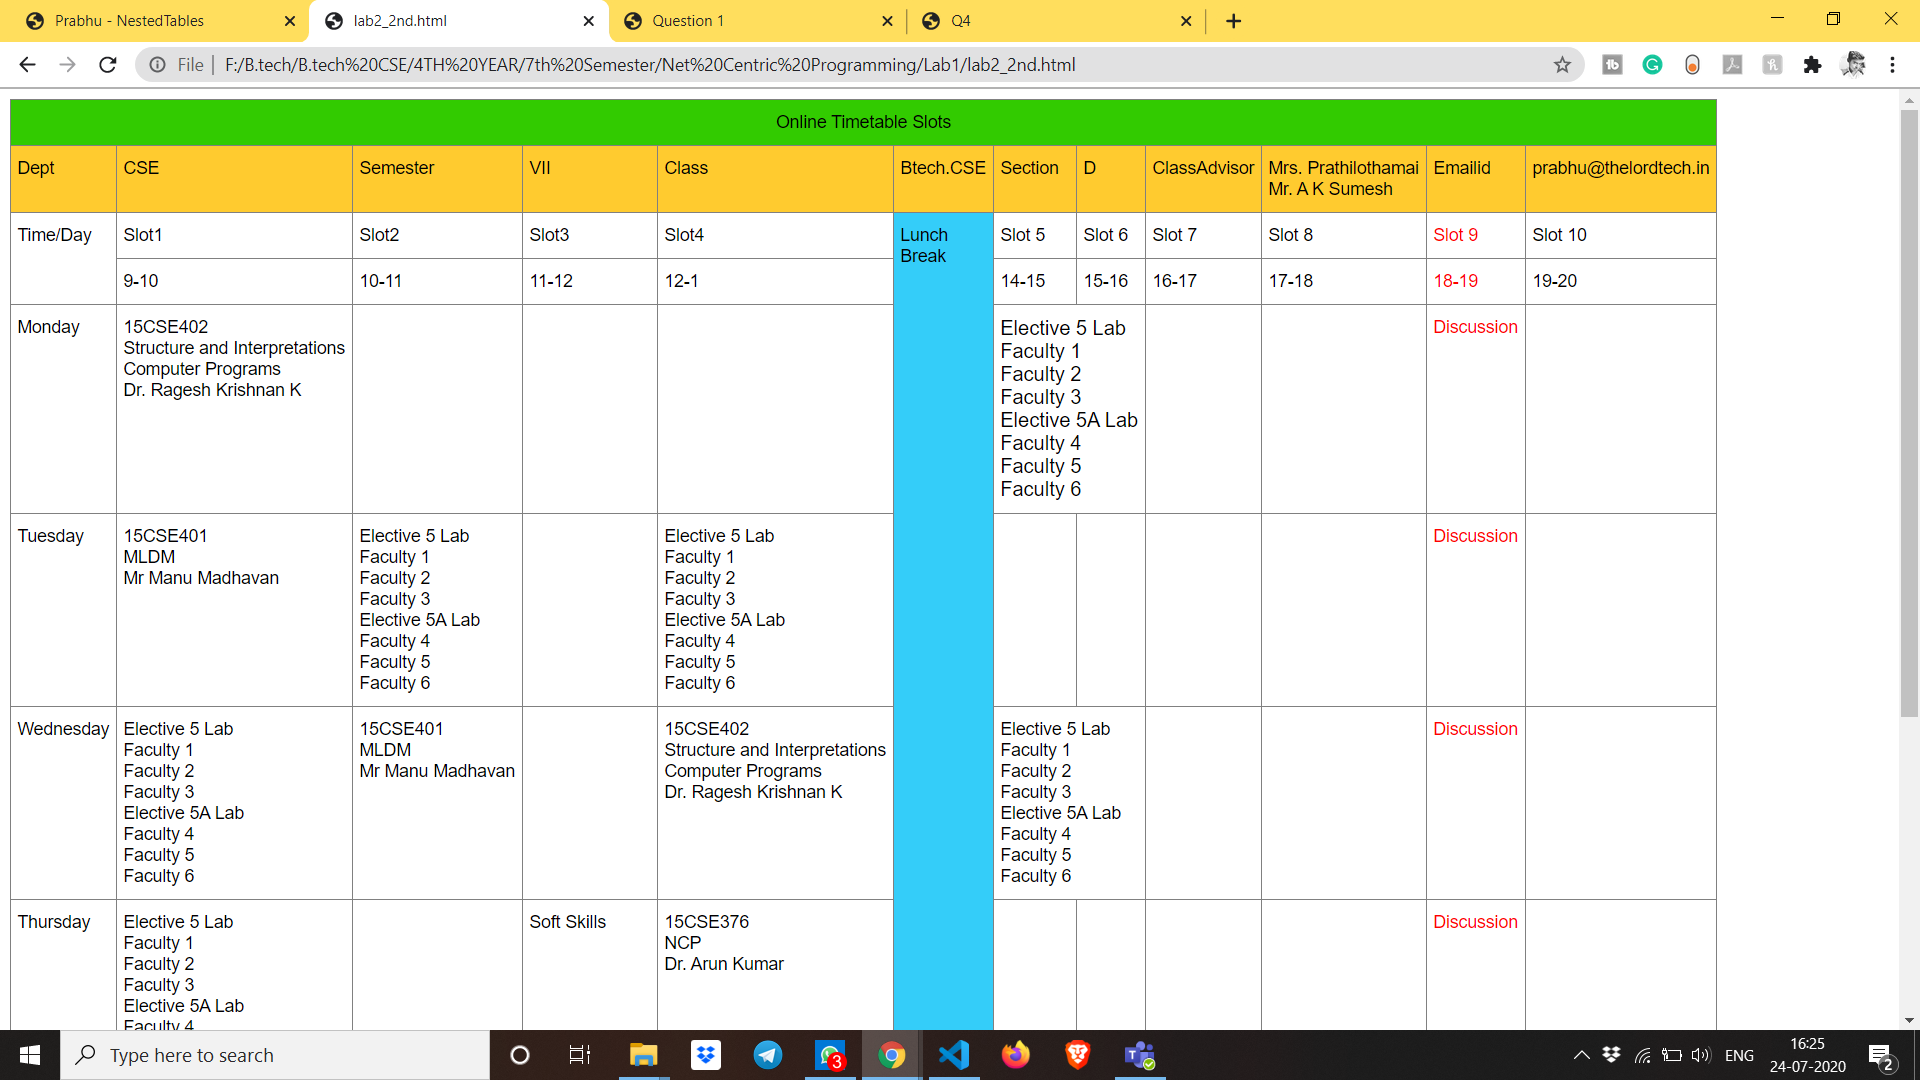 Prabhu - NestedTables
lab2_2nd.html
Question 1
Q4
File
F:/B.tech/B.tech%20CSE/4TH%20YEAR/7th%20Semester/Net%20Centric%20Programming/Lab1/lab2_2nd.html
Online Timetable Slots
Dept
CSE
Semester
VII
Class
Btech.CSE
Section
D
ClassAdvisor
Mrs. Prathilothamai
Mr. A K Sumesh
Emailid
prabhu@thelordtech.in
Time/Day
Slot1
Slot2
Slot3
Slot4
Lunch
Break
Slot 5
Slot 6
Slot 7
Slot 8
Slot 9
Slot 10
9-10
10-11
11-12
12-1
14-15
15-16
16-17
17-18
18-19
19-20
Monday
15CSE402
Structure and Interpretations
Computer Programs
Dr. Ragesh Krishnan K
Elective 5 Lab
Faculty 1
Faculty 2
Faculty 3
Elective 5A Lab
Faculty 4
Faculty 5
Faculty 6
Discussion
Tuesday
15CSE401
MLDM
Mr Manu Madhavan
Elective 5 Lab
Faculty 1
Faculty 2
Faculty 3
Elective 5A Lab
Faculty 4
Faculty 5
Faculty 6
Elective 5 Lab
Faculty 1
Faculty 2
Faculty 3
Elective 5A Lab
Faculty 4
Faculty 5
Faculty 6
Discussion
Wednesday
Elective 5 Lab
Faculty 1
Faculty 2
Faculty 3
Elective 5A Lab
Faculty 4
Faculty 5
Faculty 6
15CSE401
MLDM
Mr Manu Madhavan
15CSE402
Structure and Interpretations
Computer Programs
Dr. Ragesh Krishnan K
Elective 5 Lab
Faculty 1
Faculty 2
Faculty 3
Elective 5A Lab
Faculty 4
Faculty 5
Faculty 6
Discussion
Thursday
Elective 5 Lab
Faculty 1
Faculty 2
Faculty 3
Elective 5A Lab
Faculty 4
Soft Skills
15CSE376
NCP
Dr. Arun Kumar
Discussion
Type here to search
3
ENG
16:25
24-07-2020
2